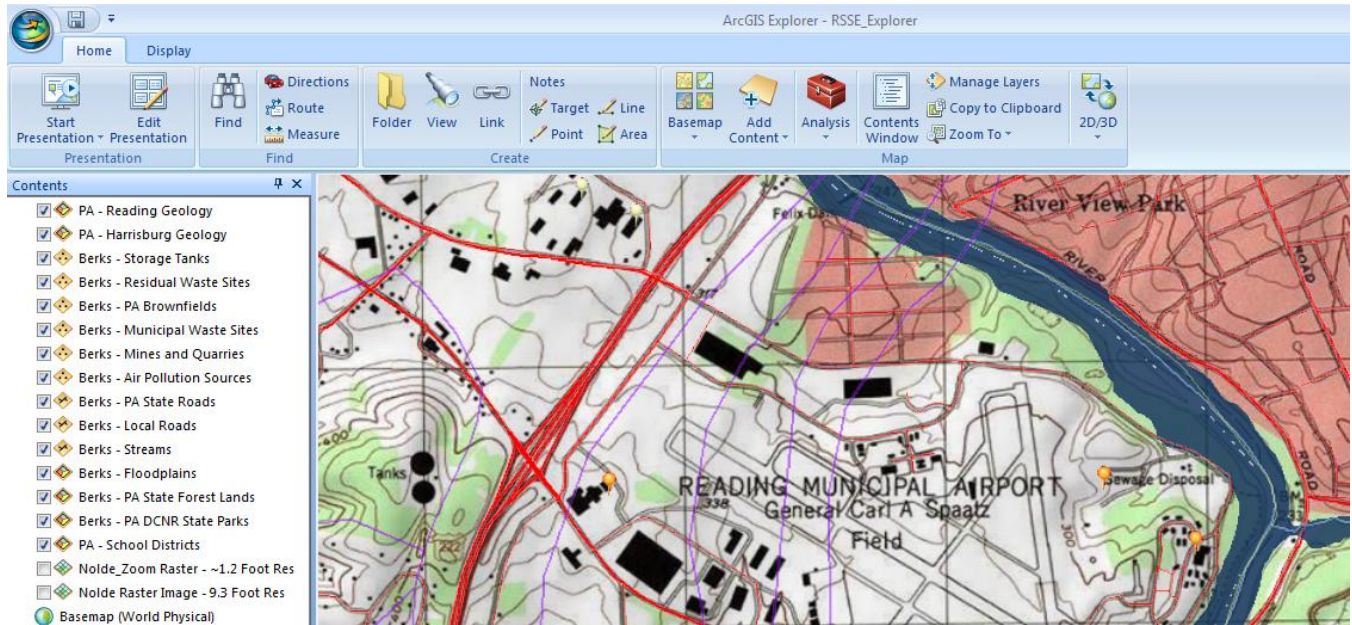 ArcGIS Explorer - RSSE_Explorer
Home Display
Start Presentation
Edit Presentation
Find
Directions
Route
Measure
Folder
View
Link
Notes
Target
Line
Point
Area
Basemap
Add Content
Analysis
Contents Window
Manage Layers
Copy to Clipboard
Zoom To
2D/3D
Presentation
Find
Create
Map
Contents
PA - Reading Geology
PA - Harrisburg Geology
Berks - Storage Tanks
Berks - Residual Waste Sites
Berks - PA Brownfields
Berks - Municipal Waste Sites
Berks - Mines and Quarries
Berks - Air Pollution Sources
Berks - PA State Roads
Berks - Local Roads
Berks - Streams
Berks - Floodplains
Berks - PA State Forest Lands
Berks - PA DCNR State Parks
PA - School Districts
Nolde_Zoom Raster - ~1.2 Foot Res
Nolde Raster Image - 9.3 Foot Res
Basemap (World Physical)
River View Park
RIVER
ROAD
ROAD
Tanks
READING MUNICIPAL AIRPORT
General Carl A Spaatz
Field
Sewage Disposal
338
300
222